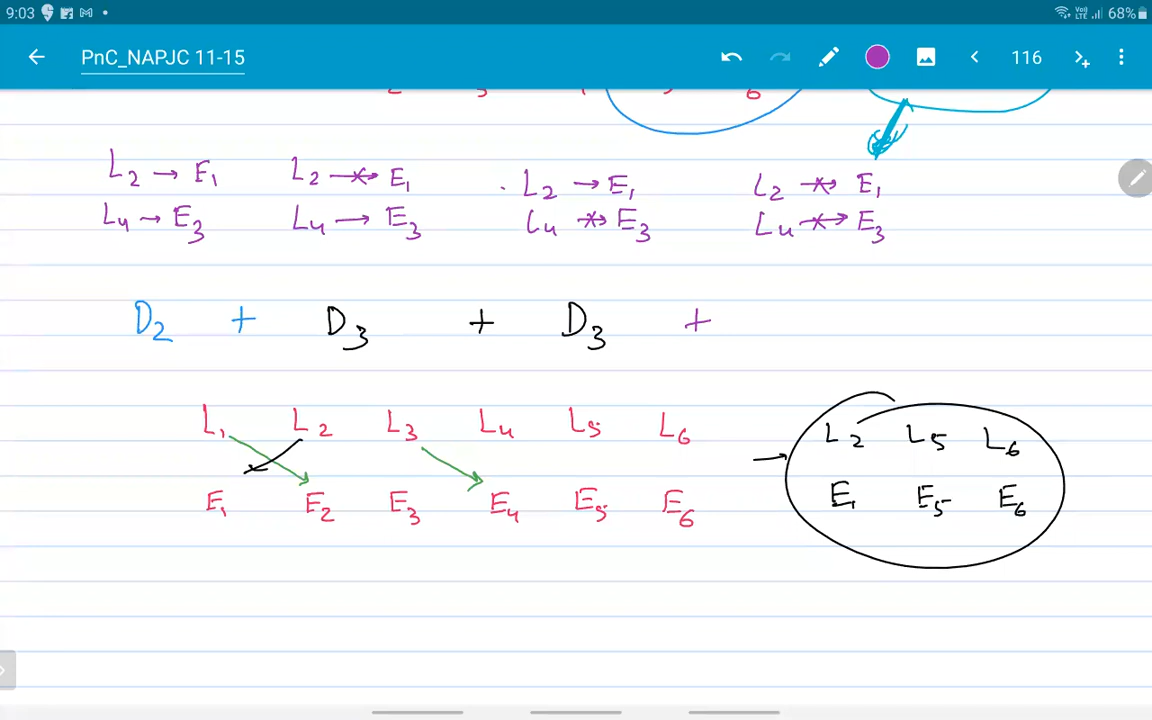 9:03 68%
PnC_NAPJC 11-15 116
2 6
L2 → E1 L2 ↛ E1 L2 → E1 L2 ↛ E1
L4 → E3 L4 → E3 L4 ↛ E3 L4 ↛ E3
D2 + D3 + D3 +
L1 L2 L3 L4 L5 L6 → L2 L5 L6
E1 E2 E3 E4 E5 E6 E1 E5 E6